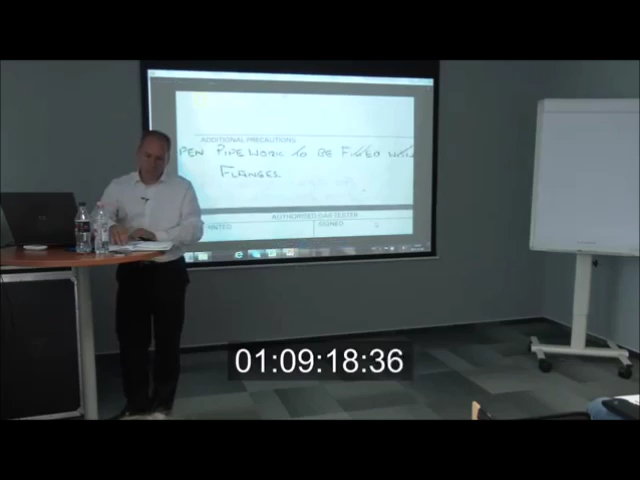 ADDITIONAL PRECAUTIONS
PEN PIPEWORK TO BE FITTED WITH
FLANGES.
AUTHORISED GAS TESTER
SIGNED
01:09:18:36